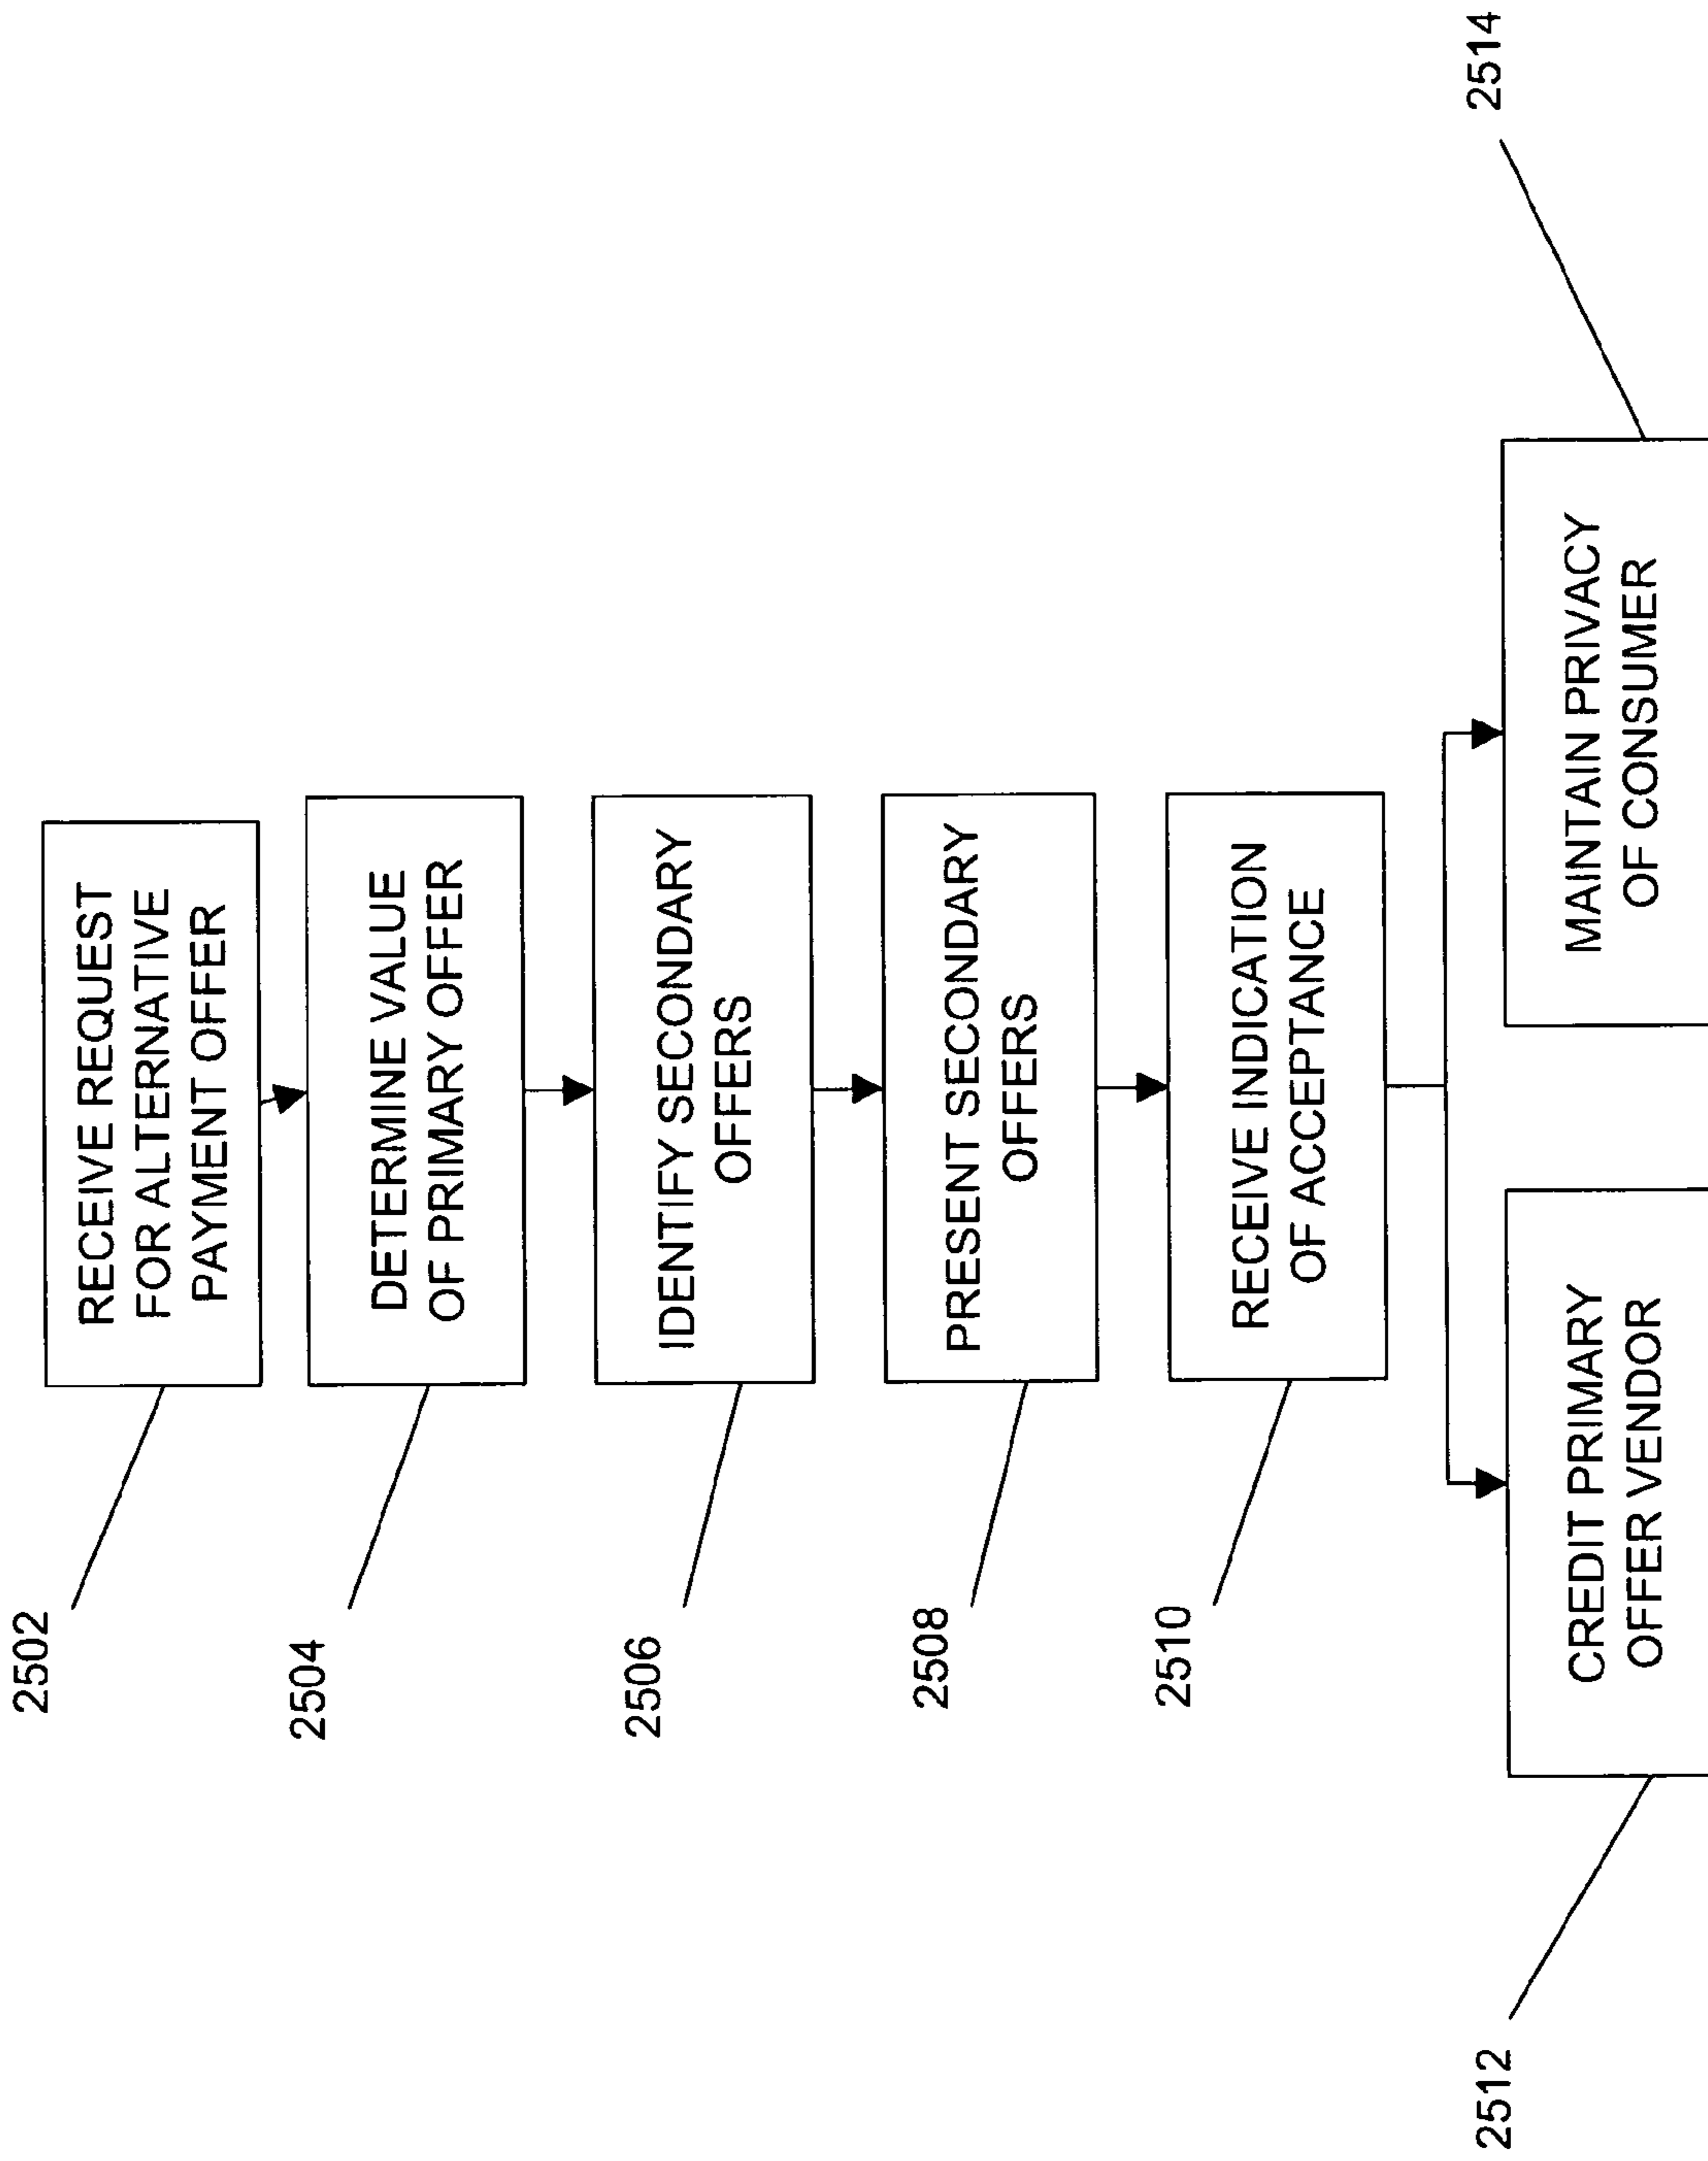 2502
RECEIVE REQUEST
FOR ALTERNATIVE
PAYMENT OFFER
2504
DETERMINE VALUE
OF PRIMARY OFFER
2506
IDENTIFY SECONDARY
OFFERS
2508
PRESENT SECONDARY
OFFERS
2510
RECEIVE INDICATION
OF ACCEPTANCE
2512
CREDIT PRIMARY
OFFER VENDOR
2514
MAINTAIN PRIVACY
OF CONSUMER